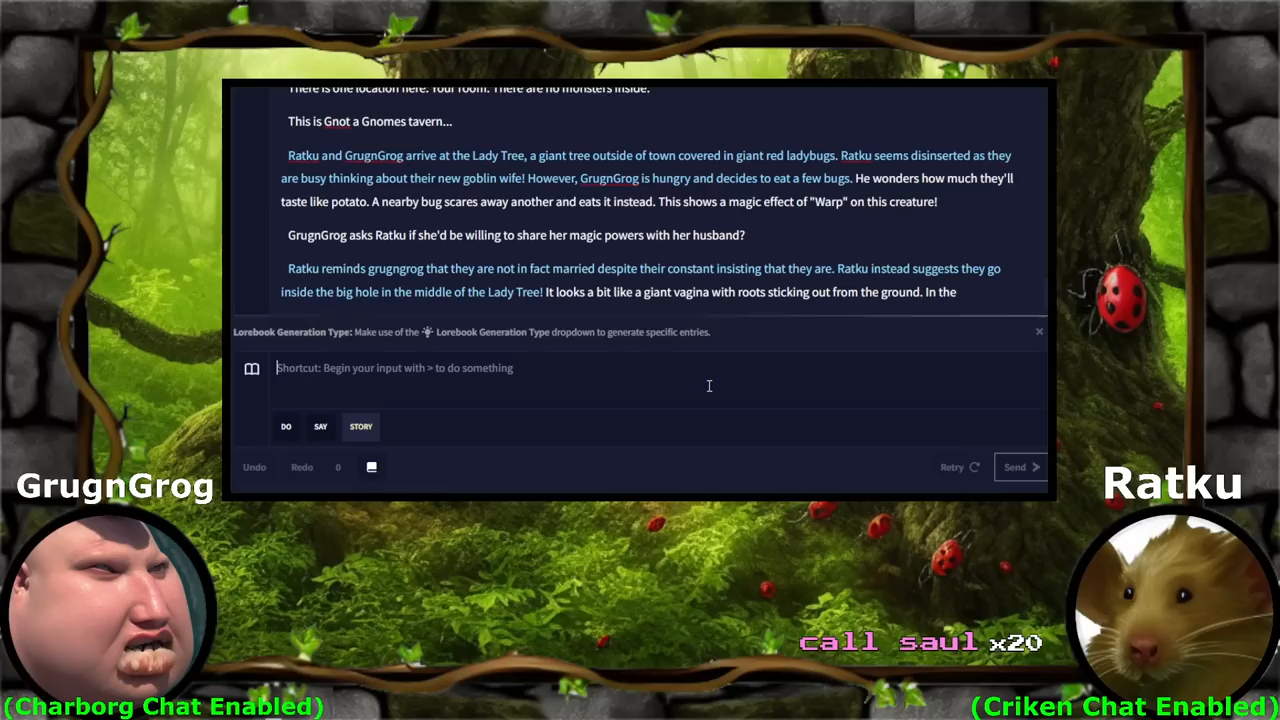 There is one location here: Your room. There are no monsters inside.
This is Gnot a Gnomes tavern...
Ratku and GrugnGrog arrive at the Lady Tree, a giant tree outside of town covered in giant red ladybugs. Ratku seems disinserted as they
are busy thinking about their new goblin wife! However, GrugnGrog is hungry and decides to eat a few bugs. He wonders how much they'll
taste like potato. A nearby bug scares away another and eats it instead. This shows a magic effect of "Warp" on this creature!
GrugnGrog asks Ratku if she'd be willing to share her magic powers with her husband?
Ratku reminds grugngrog that they are not in fact married despite their constant insisting that they are. Ratku instead suggests they go
inside the big hole in the middle of the Lady Tree! It looks a bit like a giant vagina with roots sticking out from the ground. In the
Lorebook Generation Type: Make use of the Lorebook Generation Type dropdown to generate specific entries.
Shortcut: Begin your input with > to do something
DO SAY STORY
Undo Redo 0 Retry Send
GrugnGrog
Ratku
call saul x20
(Charborg Chat Enabled)
(Criken Chat Enabled)